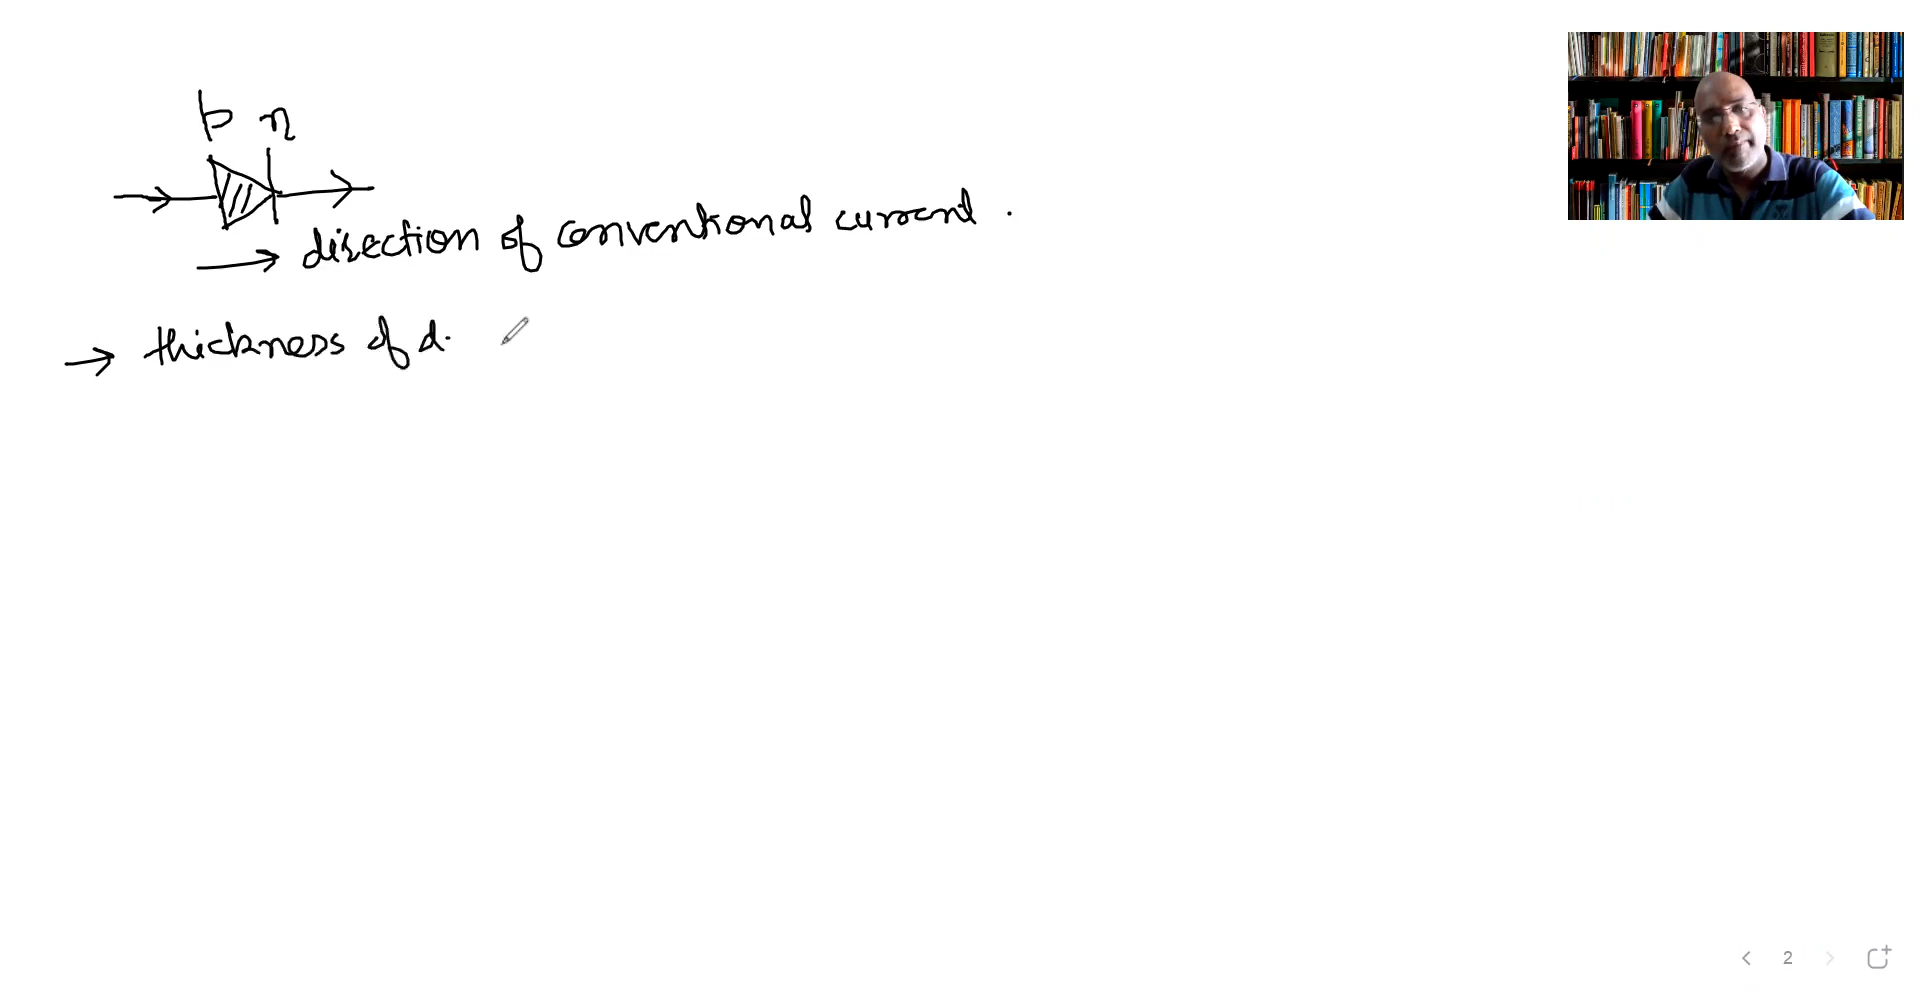 p n
→ direction of conventional current .
→ thickness of d.
2